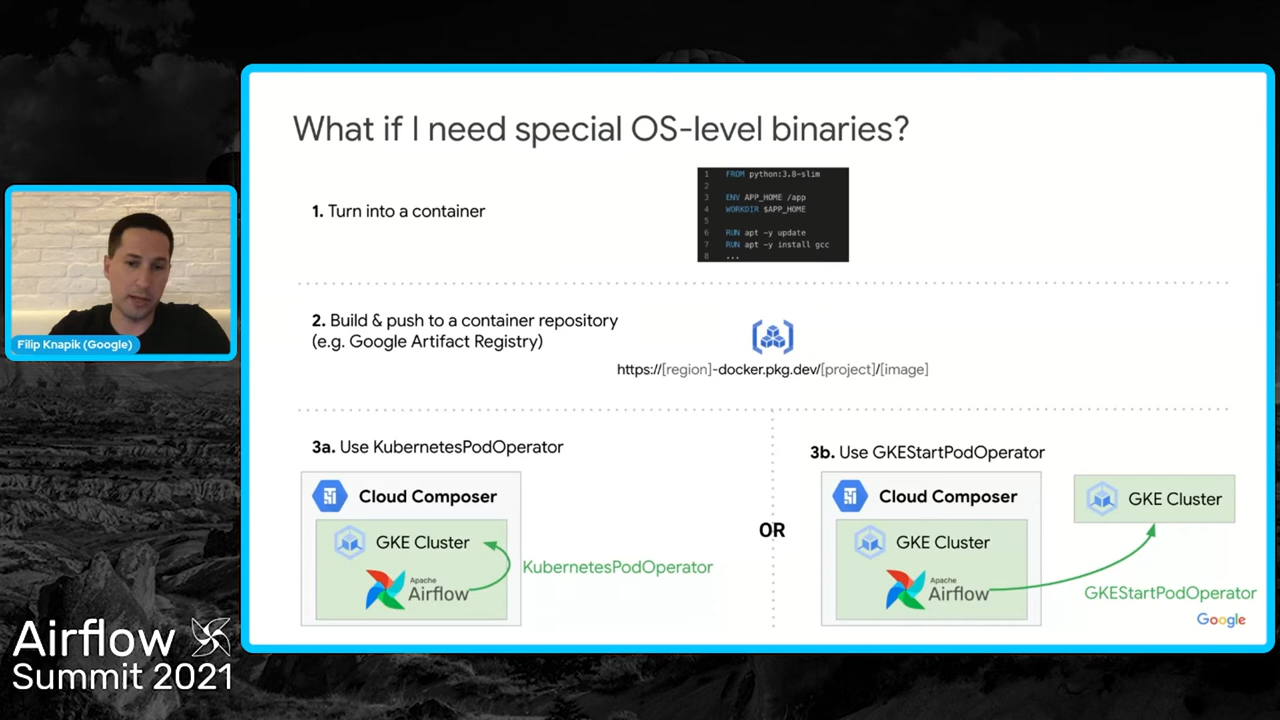 What if I need special OS-level binaries?
1. Turn into a container
1 FROM python:3.8-slim
2
3 ENV APP_HOME /app
4 WORKDIR $APP_HOME
5
6 RUN apt -y update
7 RUN apt -y install gcc
8 ...
2. Build & push to a container repository
(e.g. Google Artifact Registry)
https://[region]-docker.pkg.dev/[project]/[image]
3a. Use KubernetesPodOperator
Cloud Composer
GKE Cluster
Apache
Airflow
KubernetesPodOperator
OR
3b. Use GKEStartPodOperator
Cloud Composer
GKE Cluster
Apache
Airflow
GKE Cluster
GKEStartPodOperator
Google
Filip Knapik (Google)
Airflow
Summit 2021